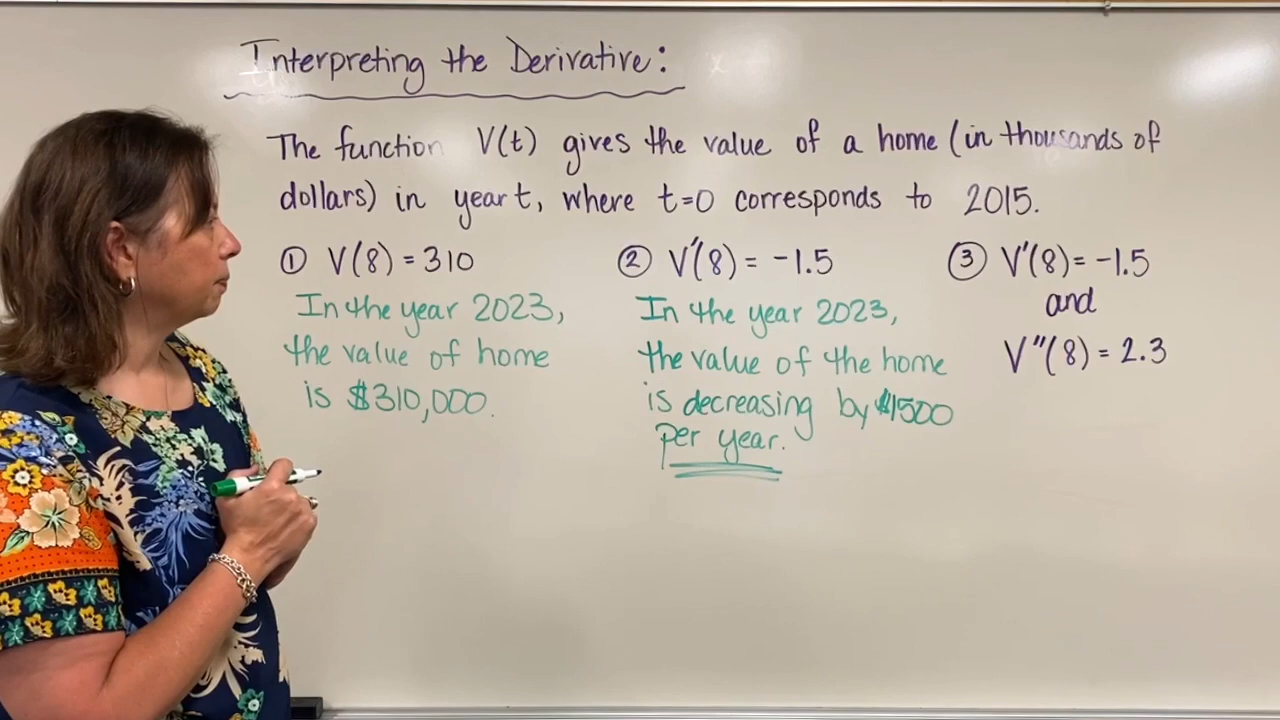 Interpreting the Derivative:
The function V(t) gives the value of a home (in thousands of
dollars) in year t, where t=0 corresponds to 2015.
① V(8) = 310
In the year 2023,
the value of home
is $310,000.
② V'(8) = -1.5
In the year 2023,
the value of the home
is decreasing by $1500
per year.
③ V'(8) = -1.5
and
V"(8) = 2.3